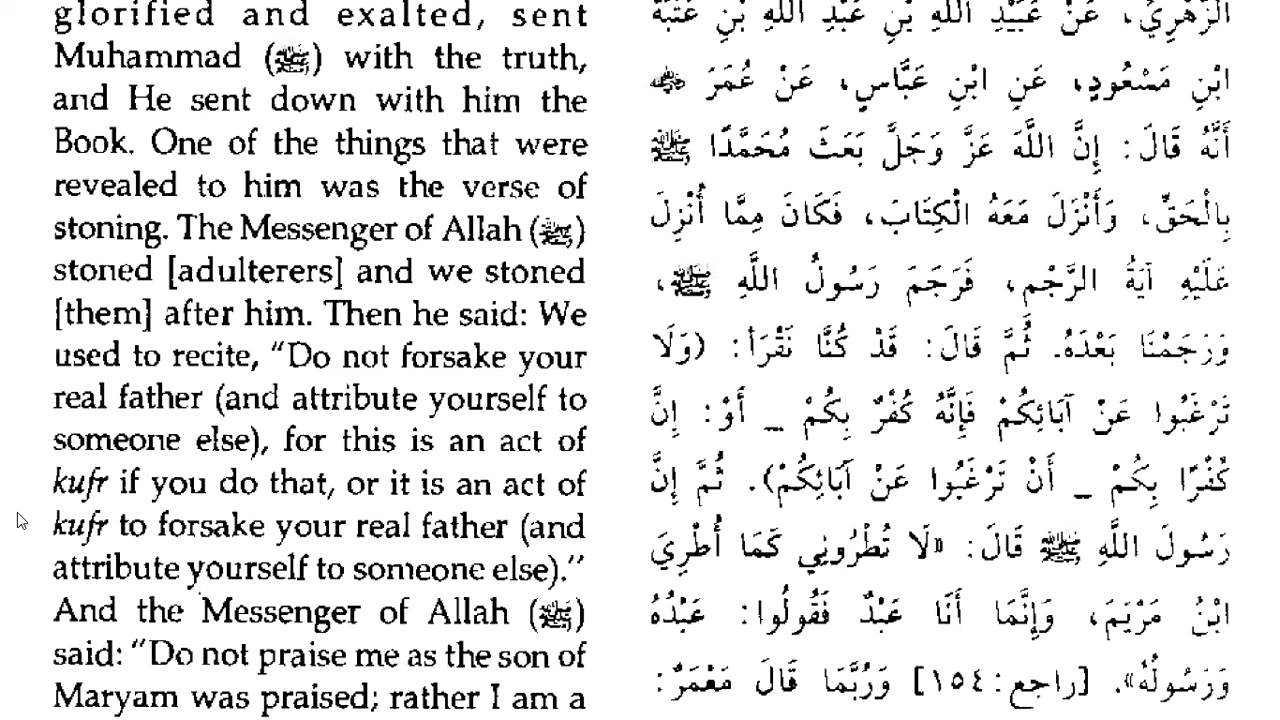 glorified and exalted, sent
Muhammad (ﷺ) with the truth,
and He sent down with him the
Book. One of the things that were
revealed to him was the verse of
stoning. The Messenger of Allah (ﷺ)
stoned [adulterers] and we stoned
[them] after him. Then he said: We
used to recite, "Do not forsake your
real father (and attribute yourself to
someone else), for this is an act of
kufr if you do that, or it is an act of
kufr to forsake your real father (and
attribute yourself to someone else)."
And the Messenger of Allah (ﷺ)
said: "Do not praise me as the son of
Maryam was praised; rather I am a
الزُّهْرِيِّ، عَنْ عُبَيْدِ اللَّهِ بْنِ عَبْدِ اللَّهِ بْنِ عُتْبَةَ
ابْنِ مَسْعُودٍ، عَنِ ابْنِ عَبَّاسٍ، عَنْ عُمَرَ
أَنَّهُ قَالَ: إِنَّ اللَّهَ عَزَّ وَجَلَّ بَعَثَ مُحَمَّدًا ﷺ
بِالْحَقِّ، وَأَنْزَلَ مَعَهُ الْكِتَابَ، فَكَانَ مِمَّا أُنْزِلَ
عَلَيْهِ آيَةُ الرَّجْمِ، فَرَجَمَ رَسُولُ اللَّهِ ﷺ،
وَرَجَمْنَا بَعْدَهُ. ثُمَّ قَالَ: قَدْ كُنَّا نَقْرَأُ: (وَلَا
تَرْغَبُوا عَنْ آبَائِكُمْ فَإِنَّهُ كُفْرٌ بِكُمْ _ أَوْ: إِنَّ
كُفْرًا بِكُمْ _ أَنْ تَرْغَبُوا عَنْ آبَائِكُمْ). ثُمَّ إِنَّ
رَسُولَ اللَّهِ ﷺ قَالَ: «لَا تُطْرُونِي كَمَا أُطْرِيَ
ابْنُ مَرْيَمَ، وَإِنَّمَا أَنَا عَبْدٌ فَقُولُوا: عَبْدُهُ
وَرَسُولُهُ». [راجع: ١٥٤] وَرُبَّمَا قَالَ مَعْمَرٌ: